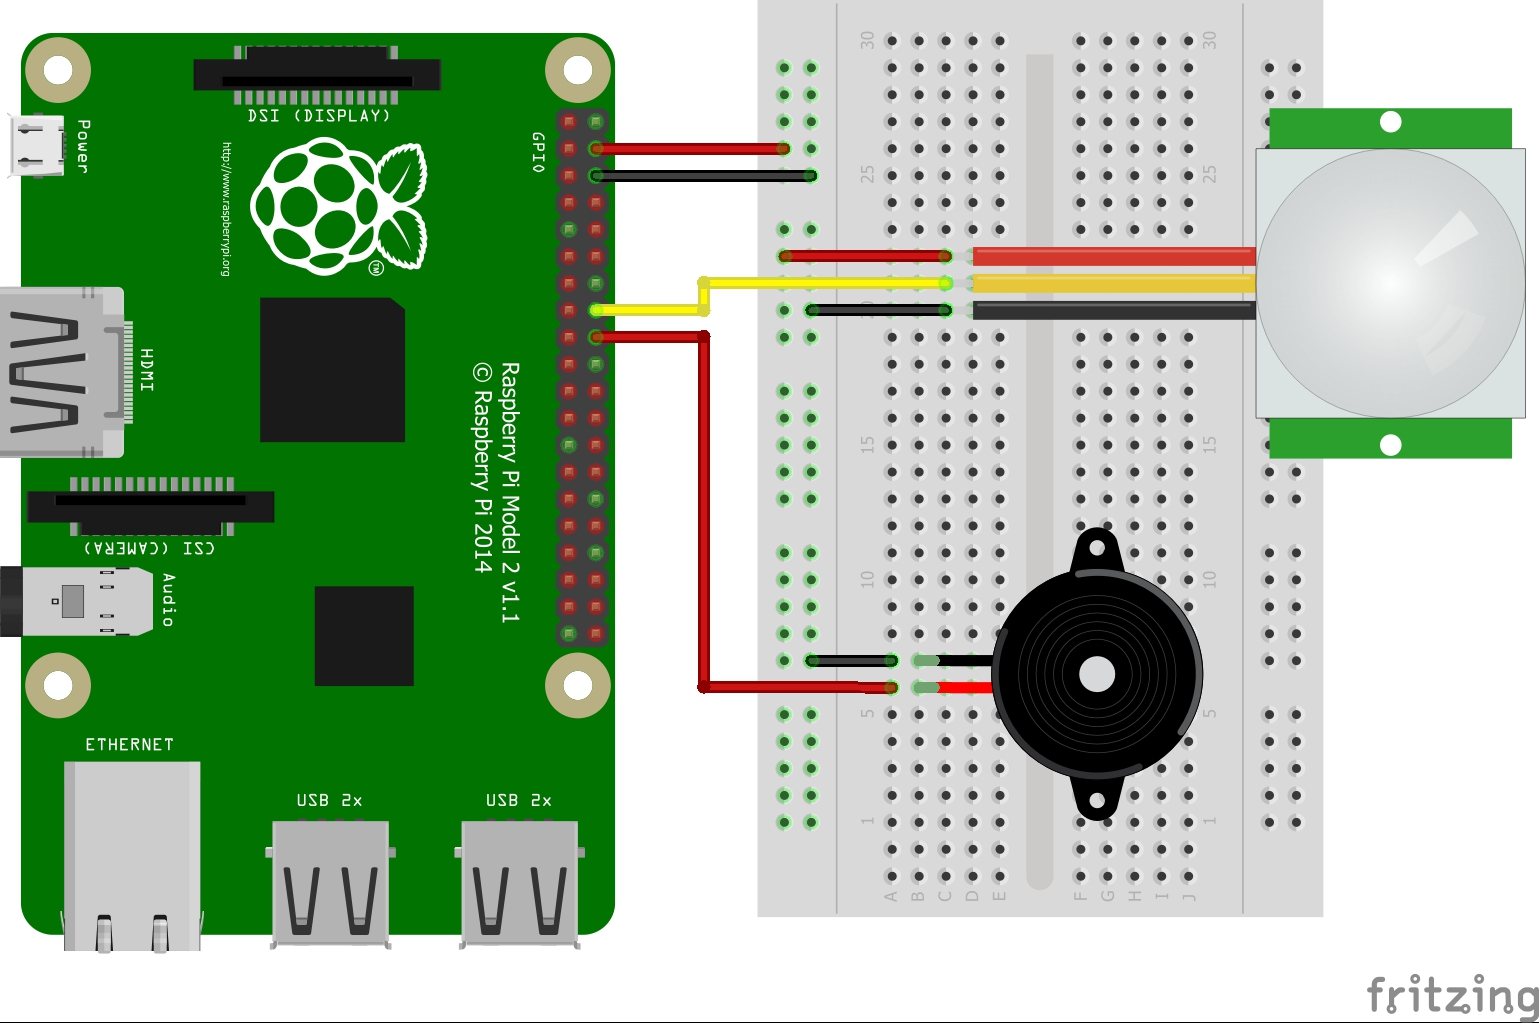 DSI (DISPLAY)
Power
http://www.raspberrypi.org
GPIO
TM
HDMI
Raspberry Pi Model 2 v1.1
© Raspberry Pi 2014
CSI (CAMERA)
Audio
ETHERNET
USB 2x
USB 2x
30
30
25
25
15
15
10
10
5
5
1
1
A B C D E F G H I J
fritzing